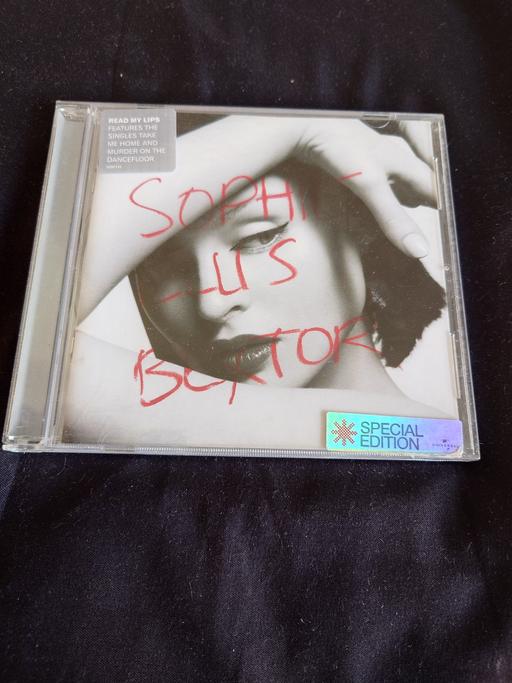 READ MY LIPS
FEATURES THE
SINGLES TAKE
ME HOME AND
MURDER ON THE
DANCEFLOOR
SOPHIE
ELLIS
BEXTOR
SPECIAL
EDITION
UNIVERSAL